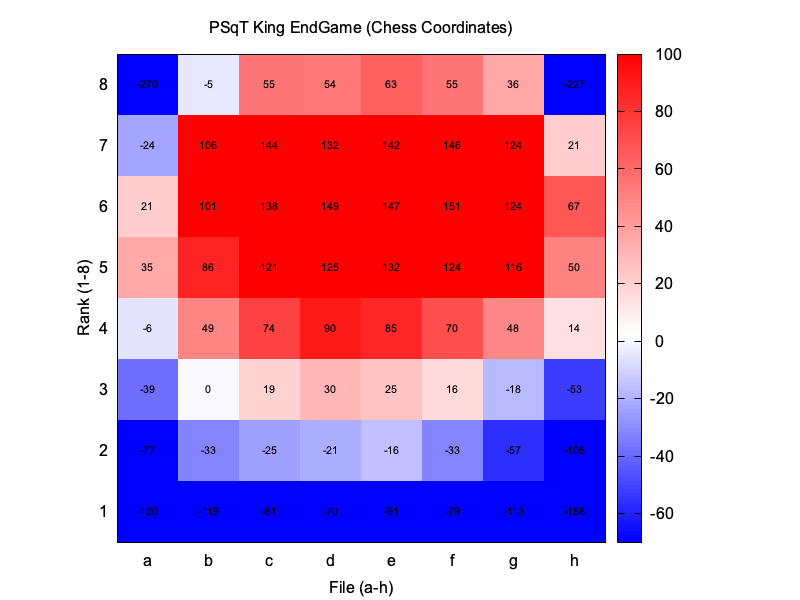 PSqT King EndGame (Chess Coordinates)
8 -270 -5 55 54 63 55 36 -227
7 -24 106 144 132 142 146 124 21
6 21 101 138 149 147 151 124 67
5 35 86 121 125 132 124 116 50
4 -6 49 74 90 85 70 48 14
3 -39 0 19 30 25 16 -18 -53
2 -77 -33 -25 -21 -16 -33 -57
1 -120 -119 -70 -79 -113
a b c d e f g h
File (a-h)
Rank (1-8)
100
80
60
40
20
0
-20
-40
-60